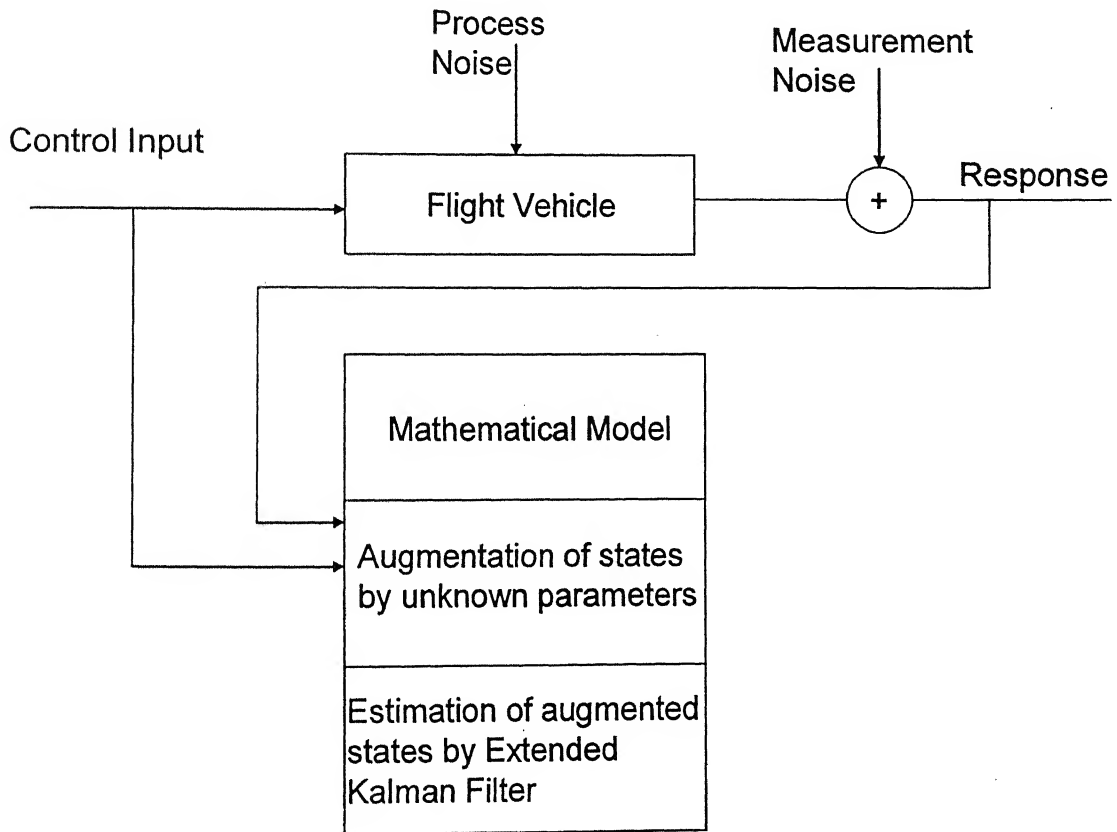 Process
Noise
Measurement
Noise
Control Input
Response
Flight Vehicle
+
Mathematical Model
Augmentation of states
by unknown parameters
Estimation of augmented
states by Extended
Kalman Filter